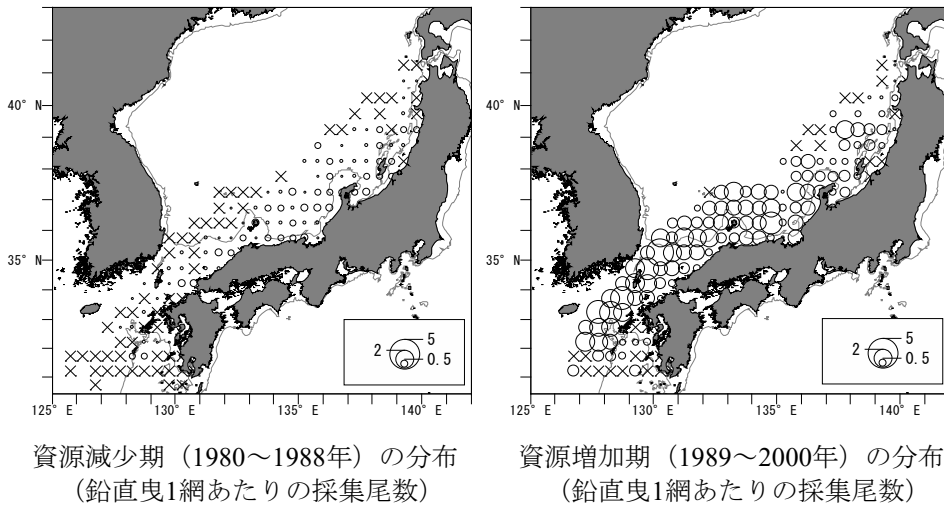 40° N
35° N
2
5
0.5
125° E
130° E
135° E
140° E
40° N
35° N
2
5
0.5
125° E
130° E
135° E
140° E
資源減少期(1980～1988年)の分布
(鉛直曳1網あたりの採集尾数)
資源増加期(1989～2000年)の分布
(鉛直曳1網あたりの採集尾数)